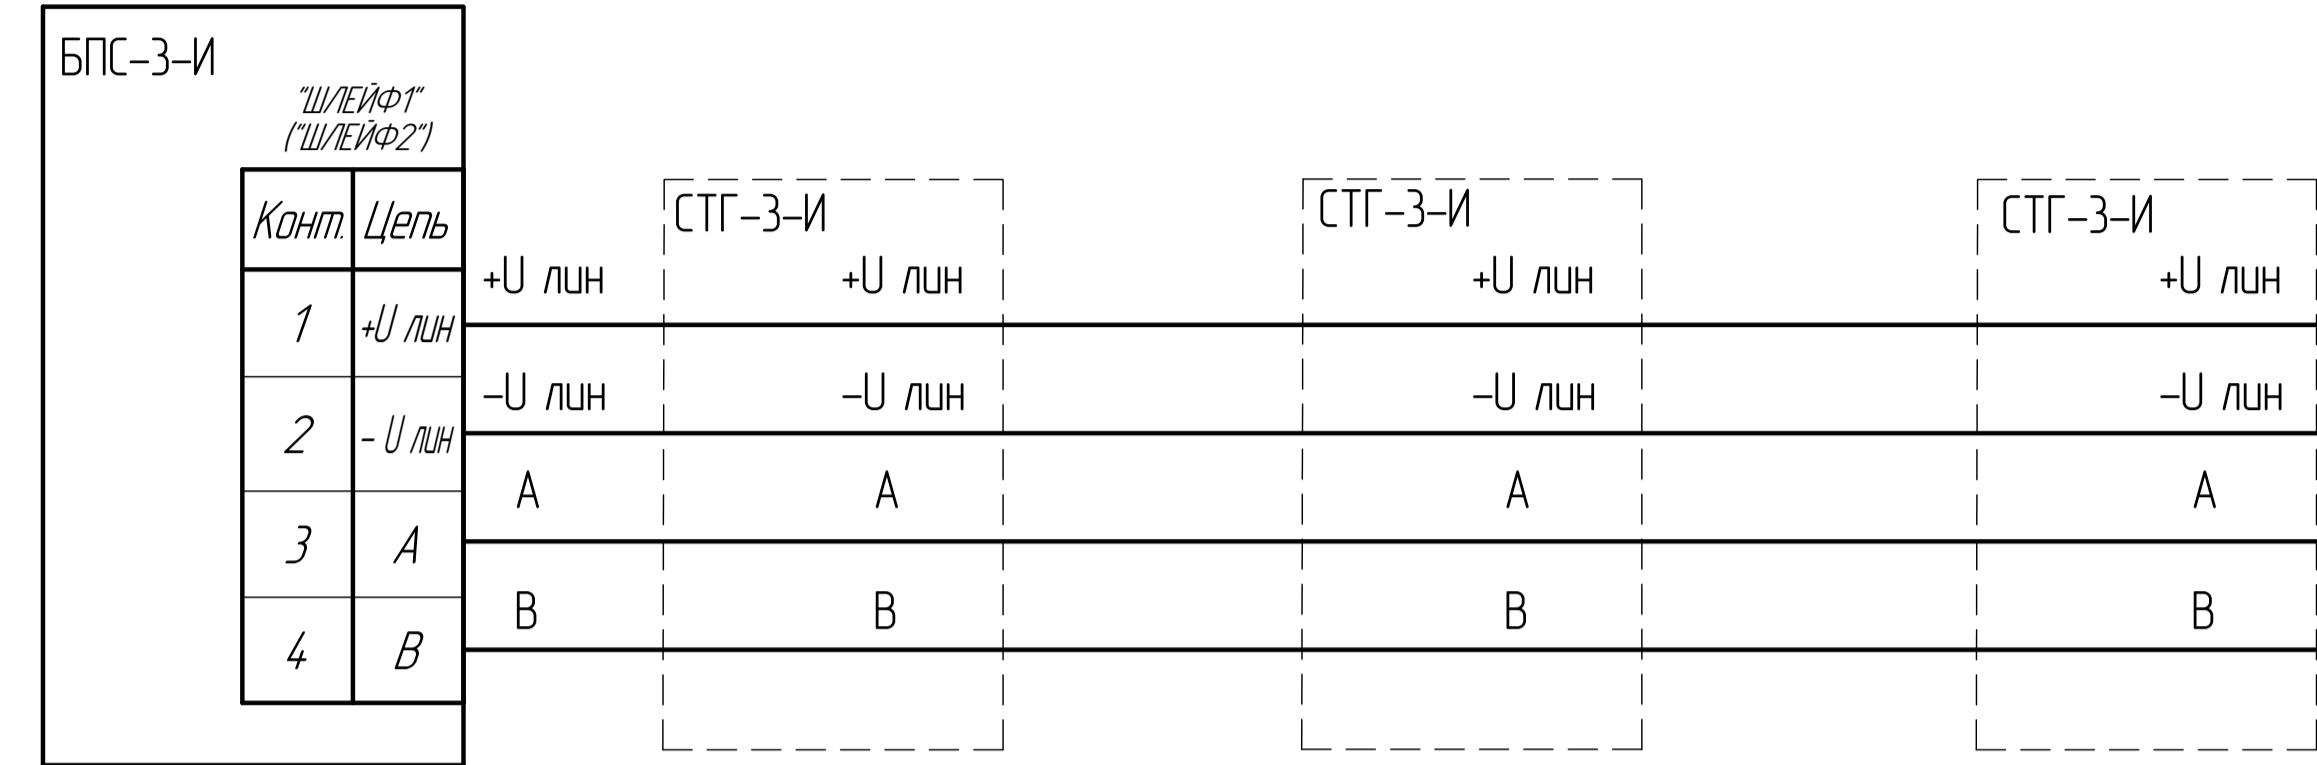 БПС-3-И
"ШЛЕЙФ1"
("ШЛЕЙФ2")
Конт. Цепь
1 +U лин
2 - U лин
3 А
4 В
+U лин
-U лин
А
В
СТГ-3-И
+U лин
-U лин
А
В
СТГ-3-И
+U лин
-U лин
А
В
СТГ-3-И
+U лин
-U лин
А
В